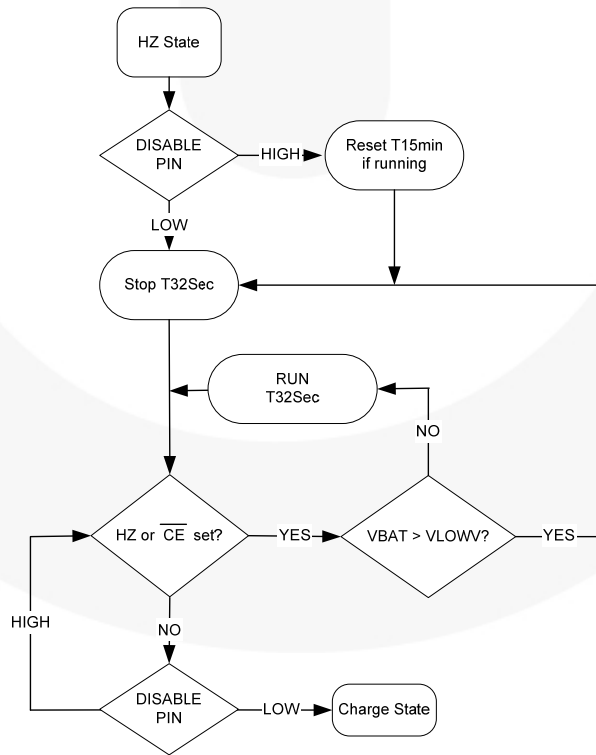 HZ State
DISABLE
PIN
HIGH
Reset T15min
if running
LOW
Stop T32Sec
RUN
T32Sec
NO
HZ or C̅E̅ set?
YES
VBAT > VLOWV?
YES
HIGH
NO
DISABLE
PIN
LOW
Charge State